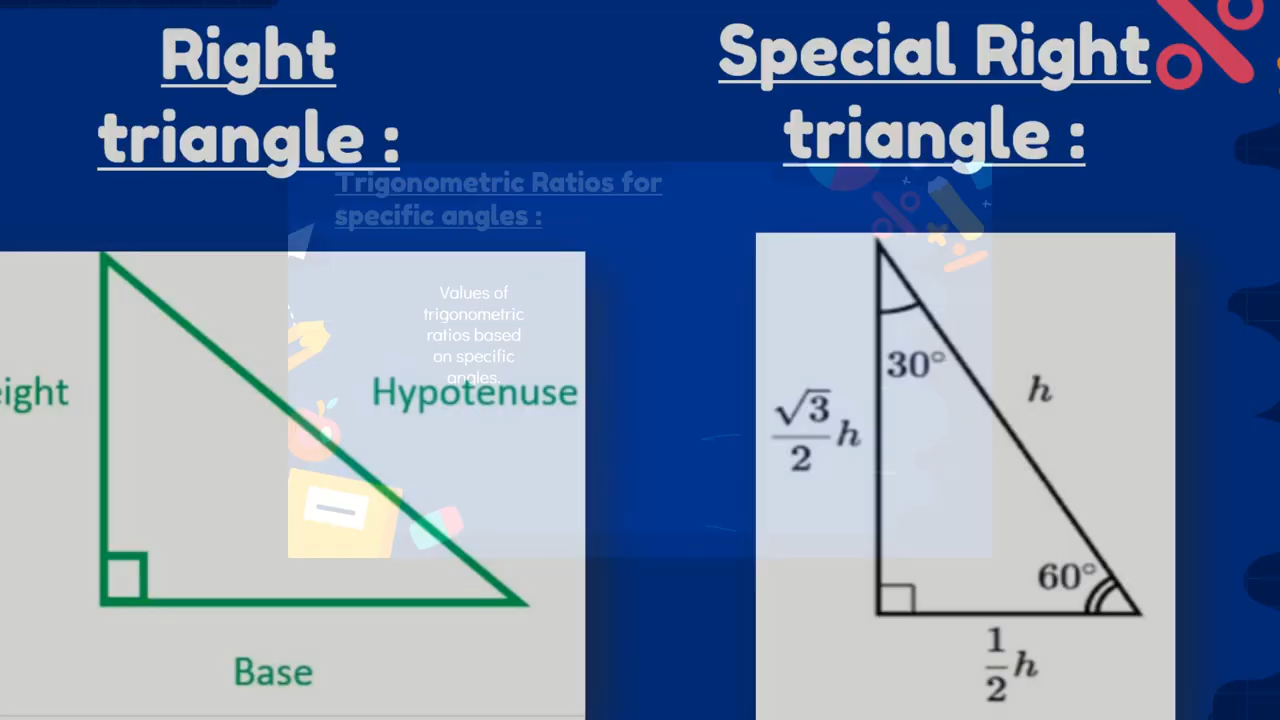 Right
triangle :
Special Right
triangle :
Trigonometric Ratios for
specific angles :
Values of
trigonometric
ratios based
on specific
angles.
eight
Hypotenuse
Base
30°
h
√3/2 h
60°
1/2 h